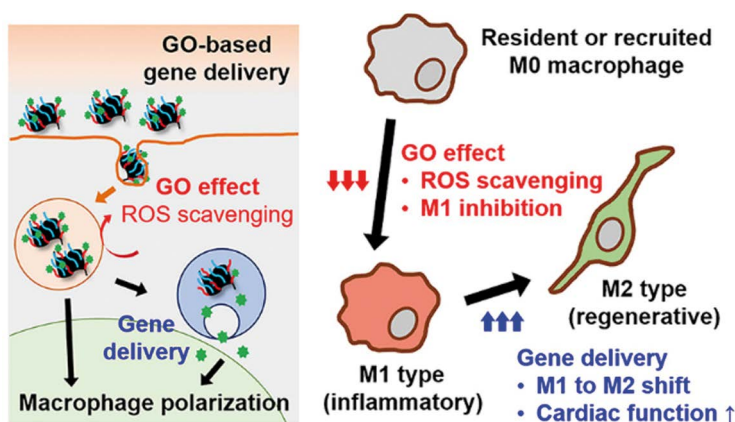 GO-based
gene delivery
GO effect
ROS scavenging
Gene
delivery
Macrophage polarization
Resident or recruited
M0 macrophage
GO effect
• ROS scavenging
• M1 inhibition
M1 type
(inflammatory)
M2 type
(regenerative)
Gene delivery
• M1 to M2 shift
• Cardiac function ↑